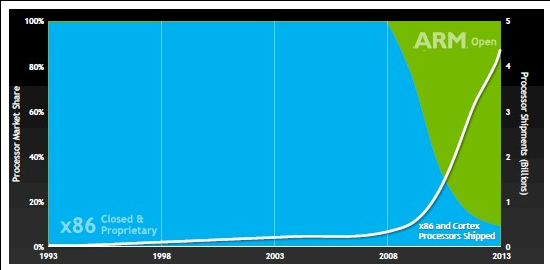 100%
80%
60%
40%
20%
0%
Processor Market Share
5
4
3
2
1
0
Processor Shipments (Billions)
ARM Open
x86 Closed &
Proprietary
x86 and Cortex
Processors Shipped
1993
1998
2003
2008
2013